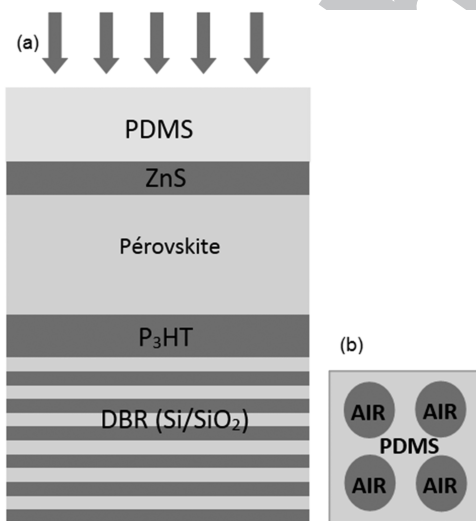 (a)
PDMS
ZnS
Pérovskite
P₃HT
DBR (Si/SiO₂)
(b)
AIR AIR
PDMS
AIR AIR